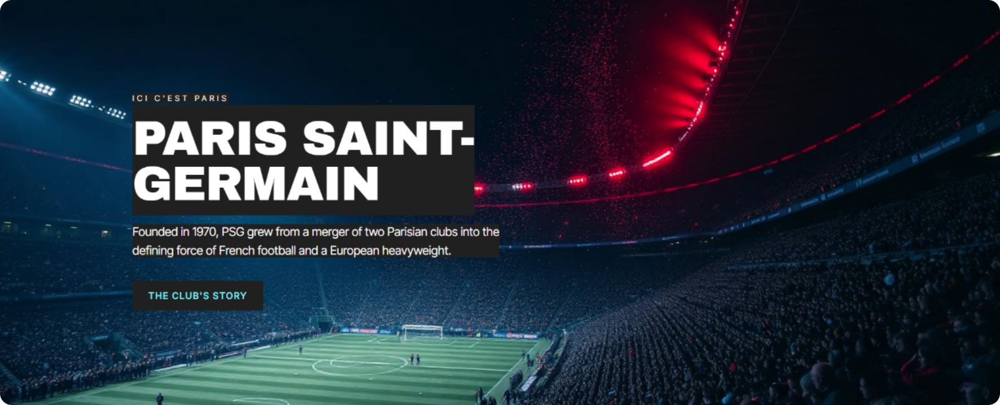 ICI C'EST PARIS
PARIS SAINT-
GERMAIN
Founded in 1970, PSG grew from a merger of two Parisian clubs into the
defining force of French football and a European heavyweight.
THE CLUB'S STORY